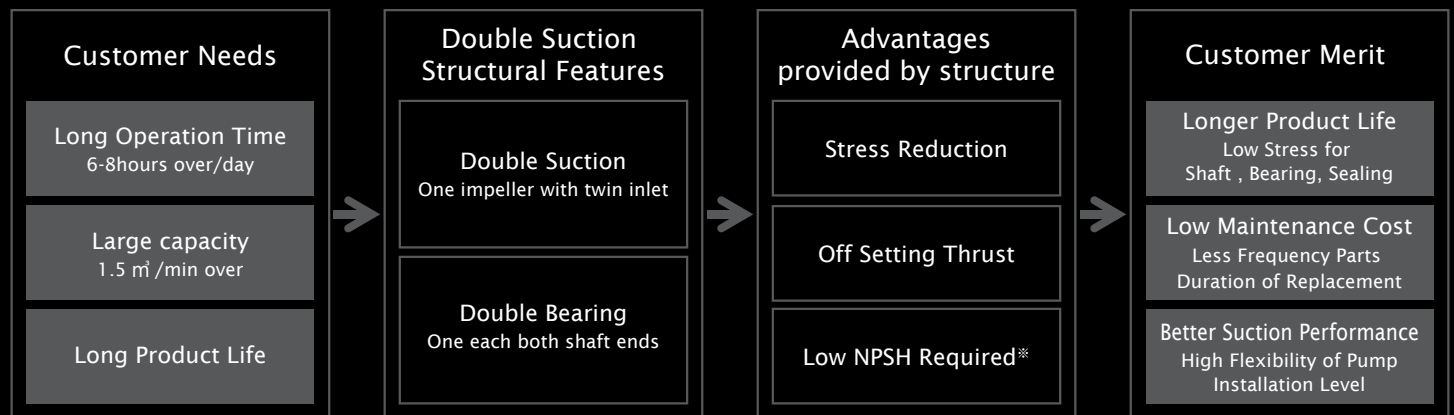 Customer Needs
Long Operation Time
6-8hours over/day
Large capacity
1.5 ㎥ /min over
Long Product Life
Double Suction
Structural Features
Double Suction
One impeller with twin inlet
Double Bearing
One each both shaft ends
Advantages
provided by structure
Stress Reduction
Off Setting Thrust
Low NPSH Required※
Customer Merit
Longer Product Life
Low Stress for
Shaft , Bearing, Sealing
Low Maintenance Cost
Less Frequency Parts
Duration of Replacement
Better Suction Performance
High Flexibility of Pump
Installation Level